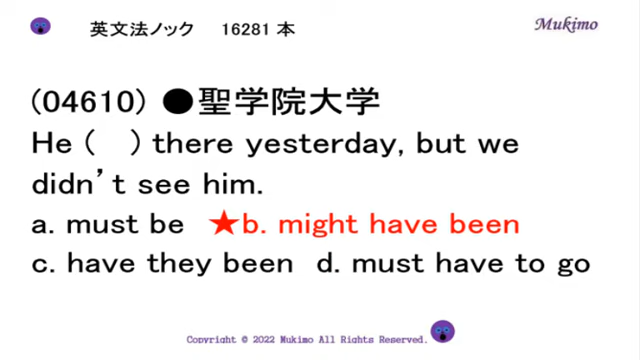 英文法ノック 16281 本
Mukimo
(04610) ●聖学院大学
He ( ) there yesterday, but we
didn't see him.
a. must be ★b. might have been
c. have they been d. must have to go
Copyright © 2022 Mukimo All Rights Reserved.